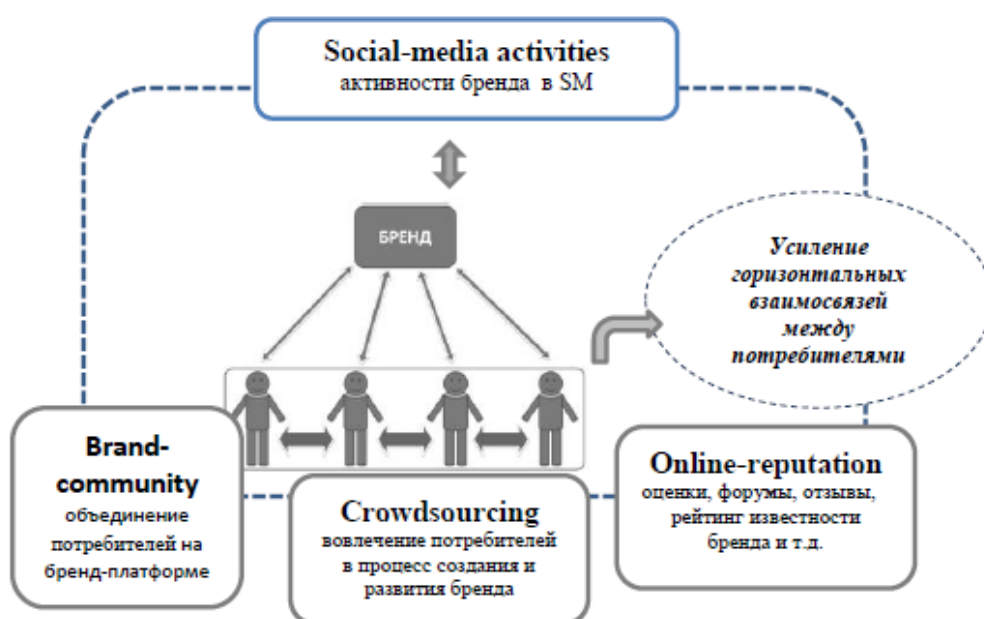 Social-media activities
активности бренда в SM
БРЕНД
Усиление
горизонтальных
взаимосвязей
между
потребителями
Brand-
community
объединение
потребителей на
бренд-платформе
Crowdsourcing
вовлечение потребителей
в процесс создания и
развития бренда
Online-reputation
оценки, форумы, отзывы,
рейтинг известности
бренда и т.д.